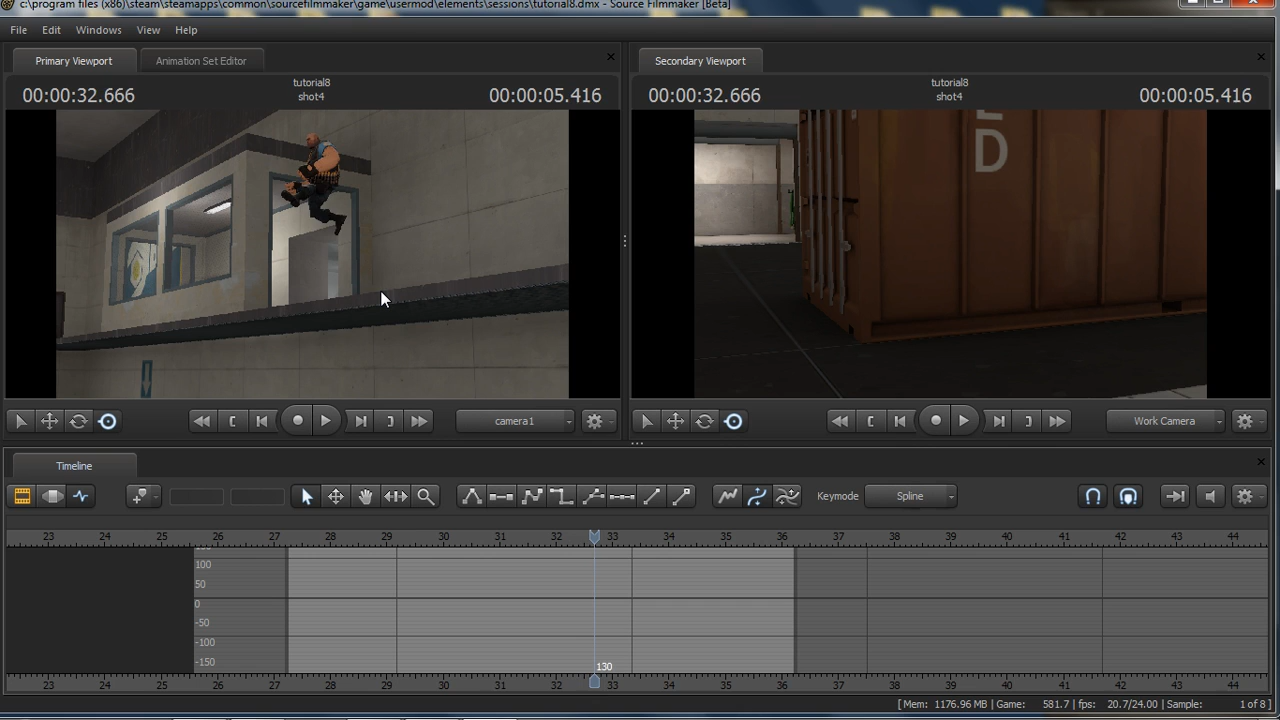 c:\program files (x86)\steam\steamapps\common\sourcefilmmaker\game\usermod\elements\sessions\tutorial8.dmx - Source Filmmaker [Beta]
File Edit Windows View Help
Primary Viewport Animation Set Editor
Secondary Viewport
00:00:32.666 tutorial8 00:00:05.416
shot4
00:00:32.666 tutorial8 00:00:05.416
shot4
D
camera1
Work Camera
Timeline
Keymode Spline
23 24 25 26 27 28 29 30 31 32 33 34 35 36 37 38 39 40 41 42 43 44
100
50
0
-50
-100
-150
130
23 24 25 26 27 28 29 30 31 32 33 34 35 36 37 38 39 40 41 42 43 44
[ Mem: 1176.96 MB | Game: 581.7 | fps: 20.7/24.00 | Sample: 1 of 8 ]